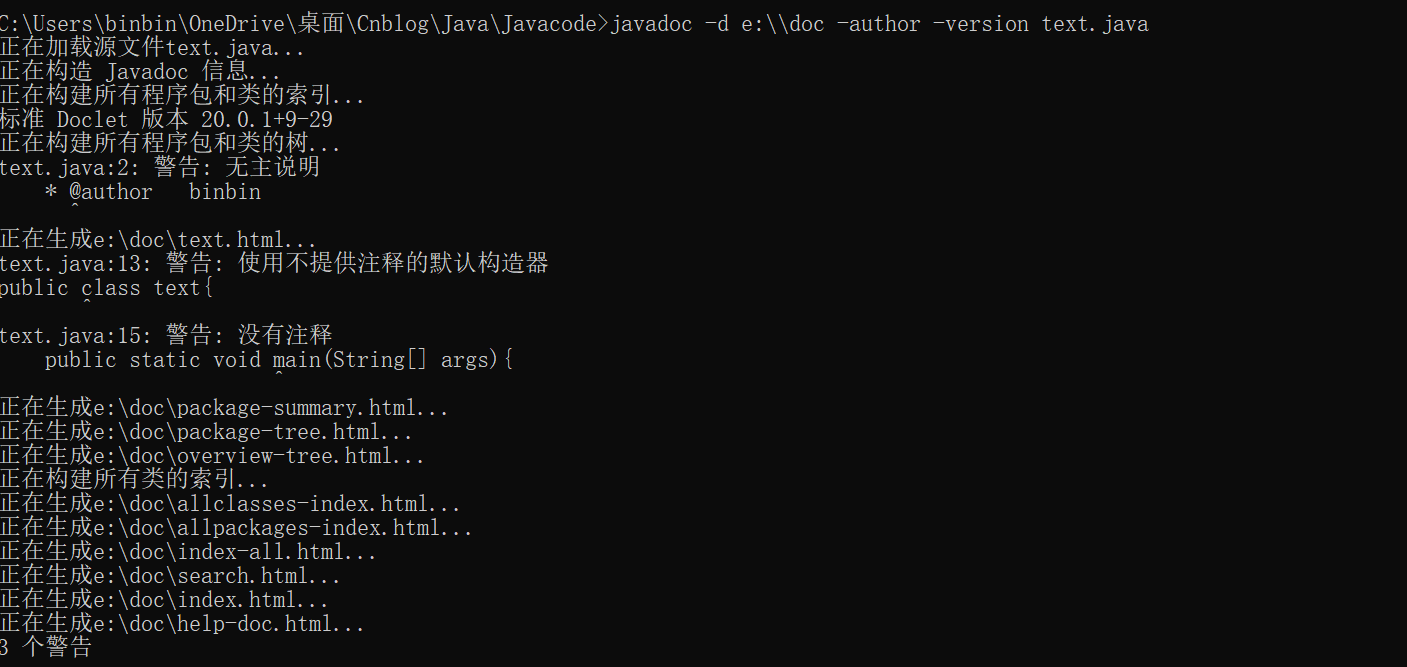 C:\Users\binbin\OneDrive\桌面\Cnblog\Java\Javacode>javadoc -d e:\\doc -author -version text.java
正在加载源文件text.java...
正在构造 Javadoc 信息...
正在构建所有程序包和类的索引...
标准 Doclet 版本 20.0.1+9-29
正在构建所有程序包和类的树...
text.java:2: 警告: 无主说明
    * @author   binbin
      ^
正在生成e:\doc\text.html...
text.java:13: 警告: 使用不提供注释的默认构造器
public class text{
       ^
text.java:15: 警告: 没有注释
    public static void main(String[] args){
                       ^
正在生成e:\doc\package-summary.html...
正在生成e:\doc\package-tree.html...
正在生成e:\doc\overview-tree.html...
正在构建所有类的索引...
正在生成e:\doc\allclasses-index.html...
正在生成e:\doc\allpackages-index.html...
正在生成e:\doc\index-all.html...
正在生成e:\doc\search.html...
正在生成e:\doc\index.html...
正在生成e:\doc\help-doc.html...
3 个警告